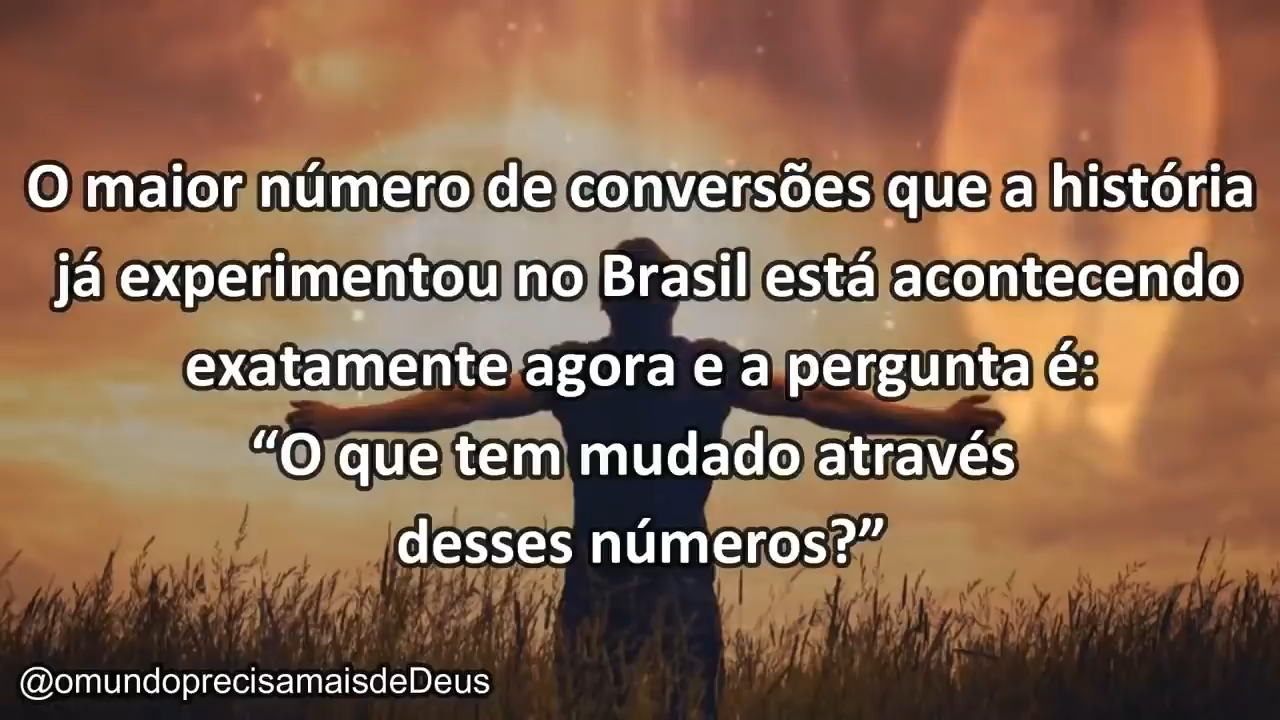 O maior número de conversões que a história
já experimentou no Brasil está acontecendo
exatamente agora e a pergunta é:
“O que tem mudado através
desses números?”
@omundoprecisamaisdeDeus